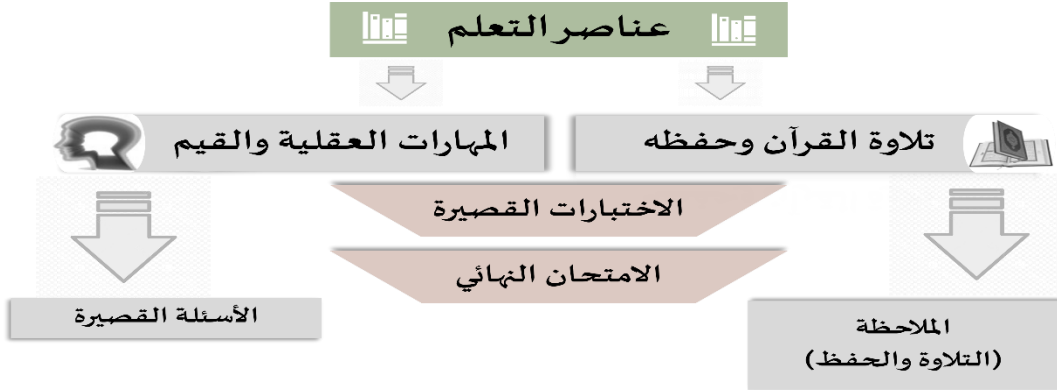 عناصر التعلم
تلاوة القرآن وحفظه
المهارات العقلية والقيم
الاختبارات القصيرة
الامتحان النهائي
الملاحظة
(التلاوة والحفظ)
الأسئلة القصيرة